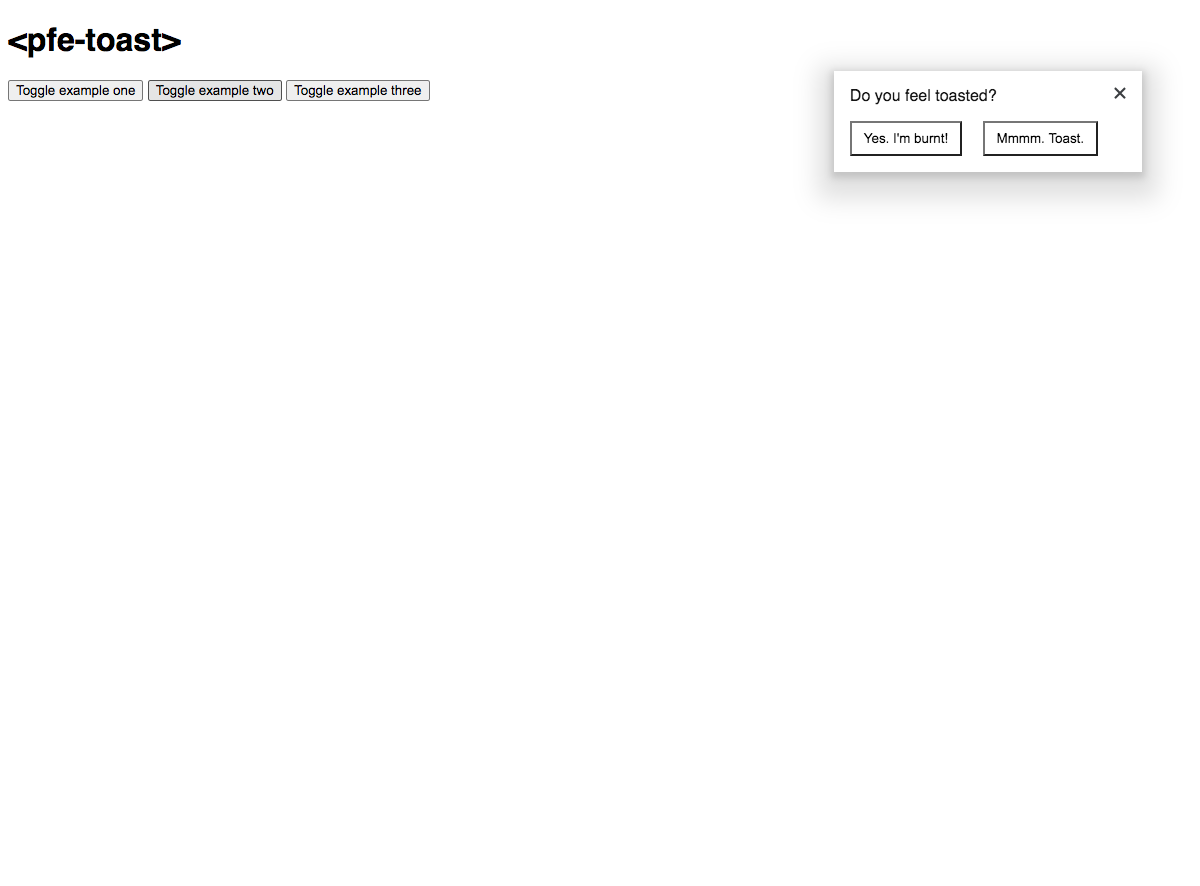 <pfe-toast>
Toggle example one Toggle example two Toggle example three
Do you feel toasted?
Yes. I'm burnt! Mmmm. Toast.